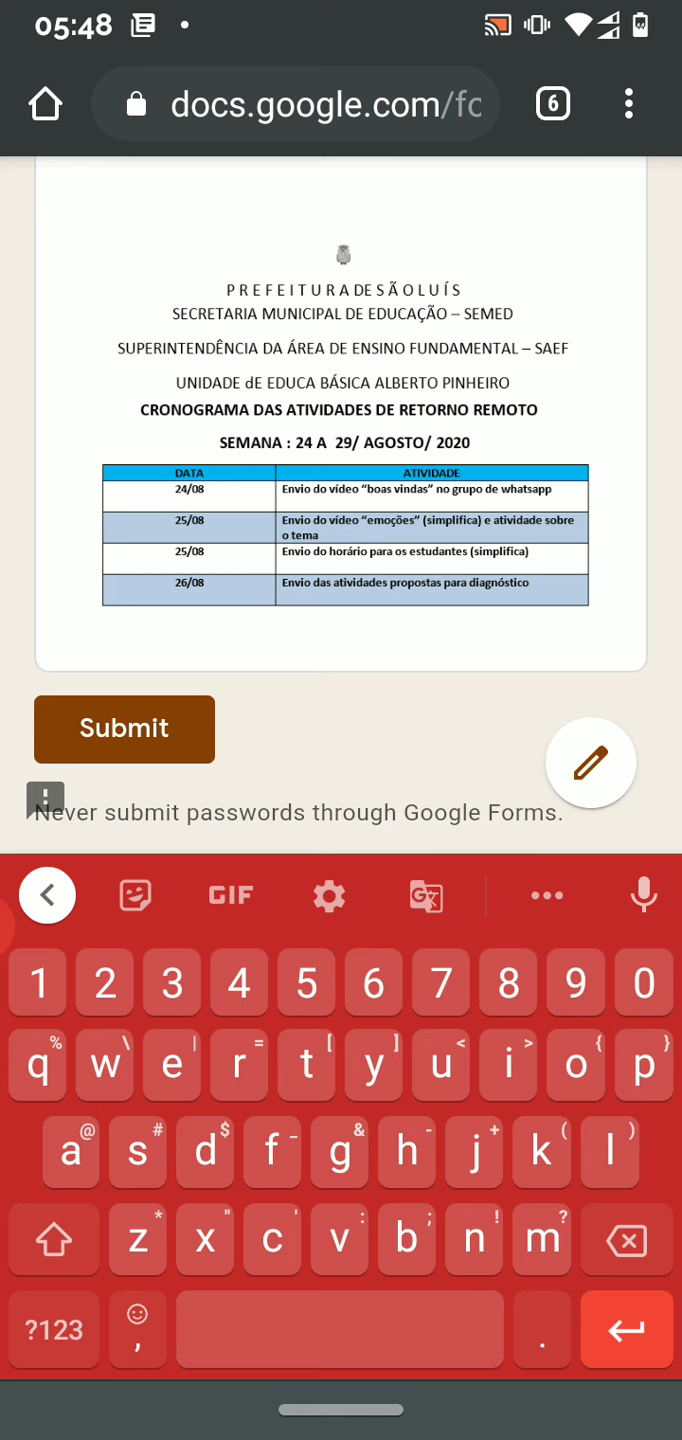 05:48
docs.google.com/fc
6
P R E F E I T U R A DE S Ã O L U Í S
SECRETARIA MUNICIPAL DE EDUCAÇÃO – SEMED
SUPERINTENDÊNCIA DA ÁREA DE ENSINO FUNDAMENTAL – SAEF
UNIDADE dE EDUCA BÁSICA ALBERTO PINHEIRO
CRONOGRAMA DAS ATIVIDADES DE RETORNO REMOTO
SEMANA : 24 A 29/ AGOSTO/ 2020
DATA ATIVIDADE
24/08 Envio do vídeo “boas vindas” no grupo de whatsapp
25/08 Envio do vídeo “emoções” (simplifica) e atividade sobre
o tema
25/08 Envio do horário para os estudantes (simplifica)
26/08 Envio das atividades propostas para diagnóstico
Submit
!
Never submit passwords through Google Forms.
GIF G
1 2 3 4 5 6 7 8 9 0
% \ | = [ ] < > { }
q w e r t y u i o p
@ # $ _ & - + ( )
a s d f g h j k l
* " ' : ; ! ?
z x c v b n m
?123 , .